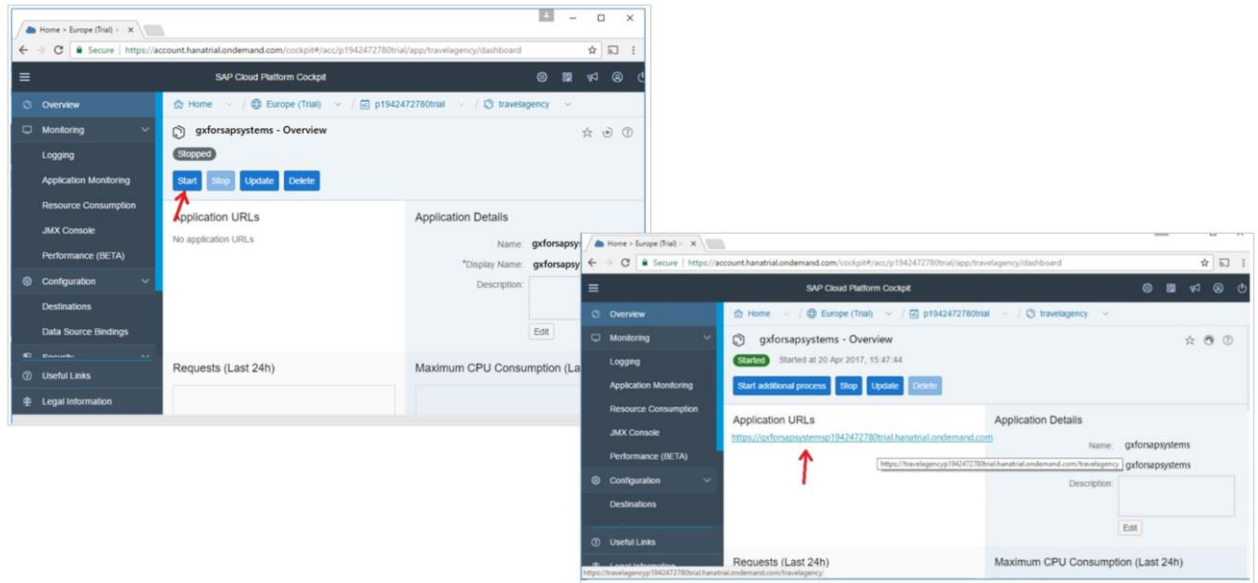 Home > Europe (Trial) >
Secure | https://account.hanatrial.ondemand.com/cockpit#/acc/p1942472780trial/app/travelagency/dashboard
SAP Cloud Platform Cockpit
Overview
Home / Europe (Trial) / p1942472780trial / travelagency
Monitoring
gxforsapsystems - Overview
Stopped
Logging
Application Monitoring
Start Stop Update Delete
Resource Consumption
JMX Console
Performance (BETA)
Configuration
Destinations
Data Source Bindings
Security
Useful Links
Legal Information
Application URLs
No application URLs
Application Details
Name: gxforsapsy
*Display Name: gxforsapsy
Description:
Edit
Requests (Last 24h)
Maximum CPU Consumption (La
Home > Europe (Trial) >
Secure | https://account.hanatrial.ondemand.com/cockpit#/acc/p1942472780trial/app/travelagency/dashboard
SAP Cloud Platform Cockpit
Overview
Home / Europe (Trial) / p1942472780trial / travelagency
Monitoring
gxforsapsystems - Overview
Started Started at 20 Apr 2017, 15:47:44
Logging
Application Monitoring
Start additional process Stop Update Delete
Resource Consumption
JMX Console
Performance (BETA)
Configuration
Destinations
Useful Links
Legal Information
Application URLs
https://gxforsapsystemsp1942472780trial.hanatrial.ondemand.com
https://travelagencyp1942472780trial.hanatrial.ondemand.com/travelagency
Application Details
Name: gxforsapsystems
gxforsapsystems
Description:
Edit
Requests (Last 24h)
Maximum CPU Consumption (Last 24h)
https://travelagencyp1942472780trial.hanatrial.ondemand.com/travelagency